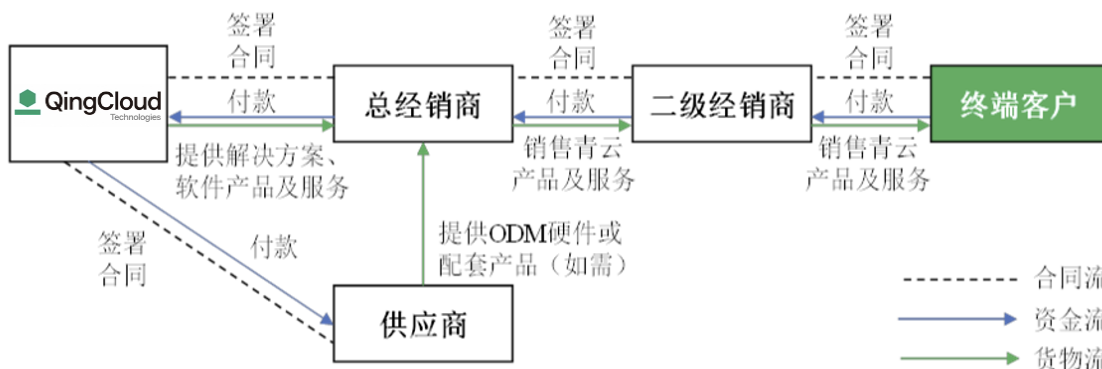 签署
合同
签署
合同
签署
合同
QingCloud
Technologies
付款
总经销商
付款
二级经销商
付款
终端客户
提供解决方案、
软件产品及服务
销售青云
产品及服务
销售青云
产品及服务
签署
合同
付款
提供ODM硬件或
配套产品（如需）
供应商
合同流
资金流
货物流